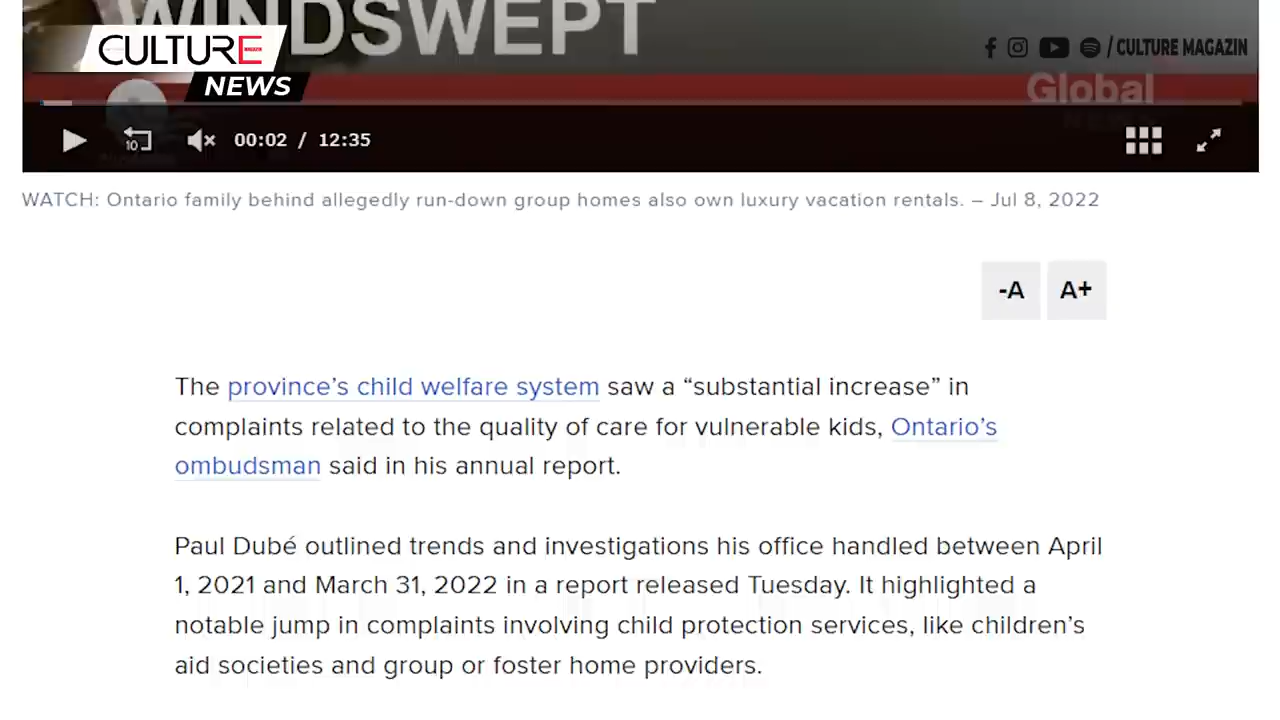 WINDSWEPT
CULTURE
NEWS
/ CULTURE MAGAZIN
Global
10
00:02 / 12:35
WATCH: Ontario family behind allegedly run-down group homes also own luxury vacation rentals. – Jul 8, 2022
-A A+
The province’s child welfare system saw a “substantial increase” in
complaints related to the quality of care for vulnerable kids, Ontario’s
ombudsman said in his annual report.
Paul Dubé outlined trends and investigations his office handled between April
1, 2021 and March 31, 2022 in a report released Tuesday. It highlighted a
notable jump in complaints involving child protection services, like children’s
aid societies and group or foster home providers.